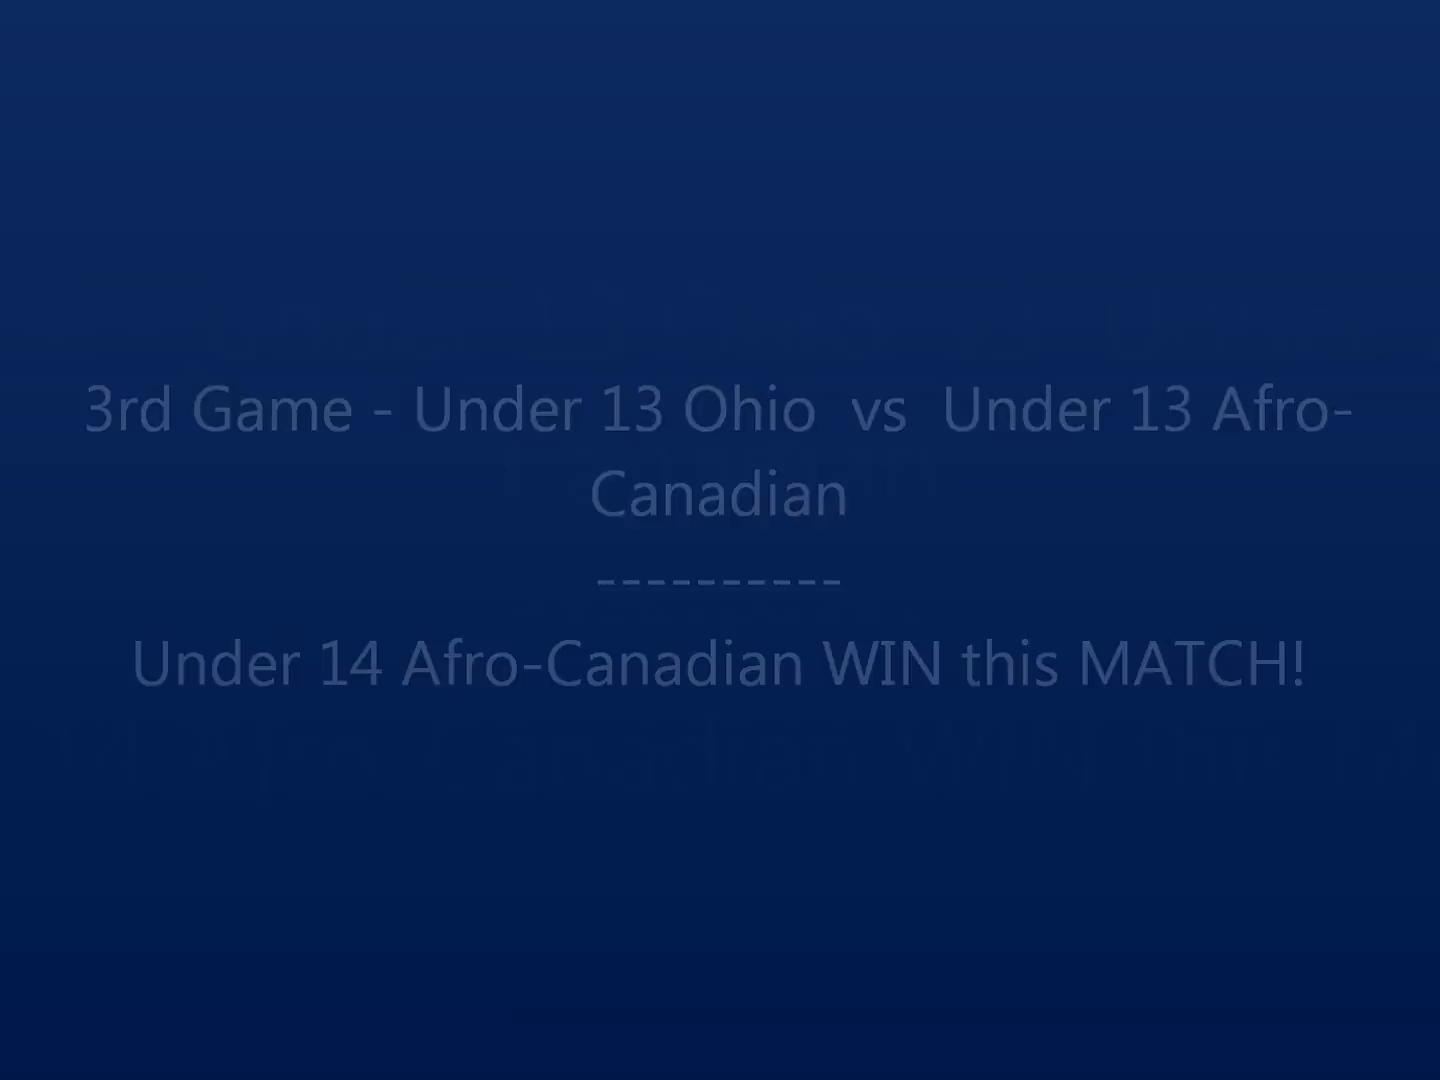 3rd Game - Under 13 Ohio  vs  Under 13 Afro-
Canadian
----------
Under 14 Afro-Canadian WIN this MATCH!